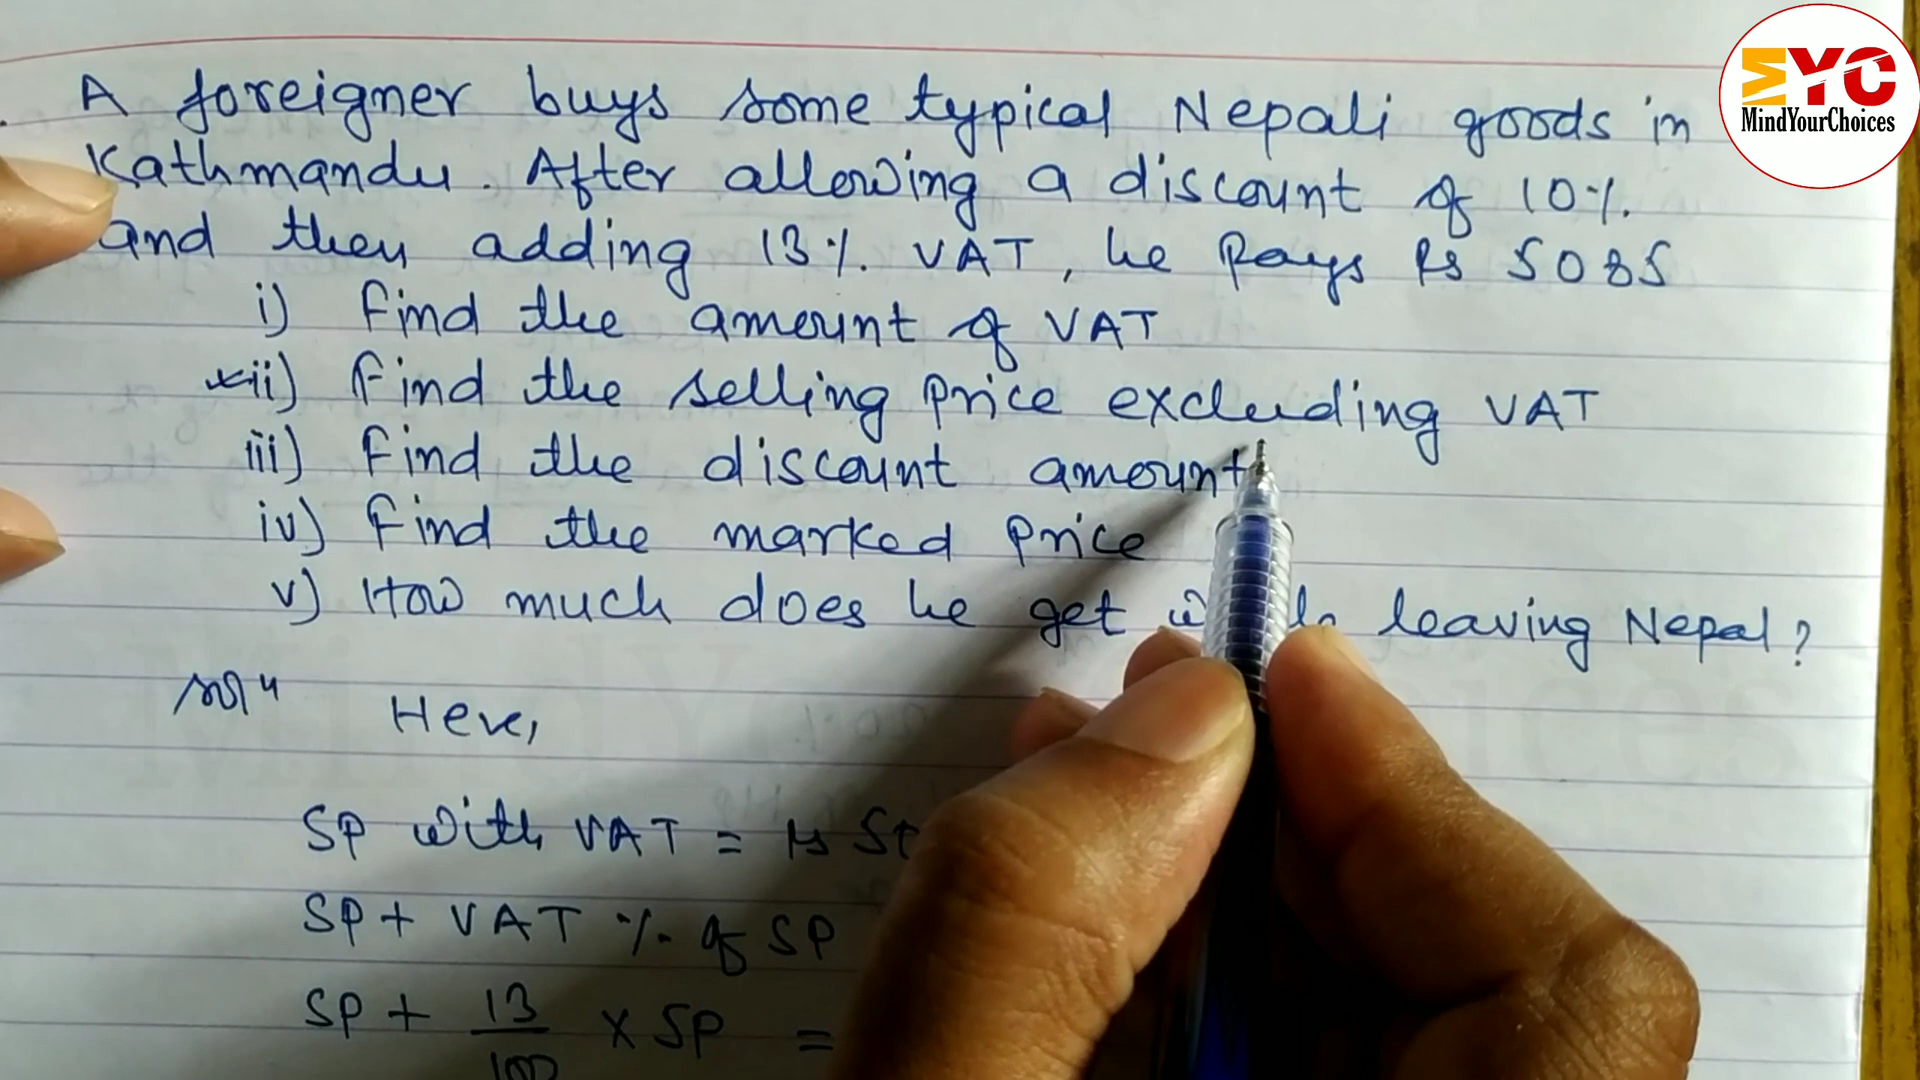 A foreigner buys some typical Nepali goods in
Kathmandu. After allowing a discount of 10%.
and then adding 13%. VAT, he Pays Rs 5085
i) Find the amount of VAT
ii) Find the selling price excluding VAT
iii) Find the discount amount
iv) Find the marked price
v) How much does he get while leaving Nepal?
Solⁿ Here,
SP with VAT = Rs
SP + VAT % of SP
SP + 13/100 × SP =
EYC
MindYourChoices